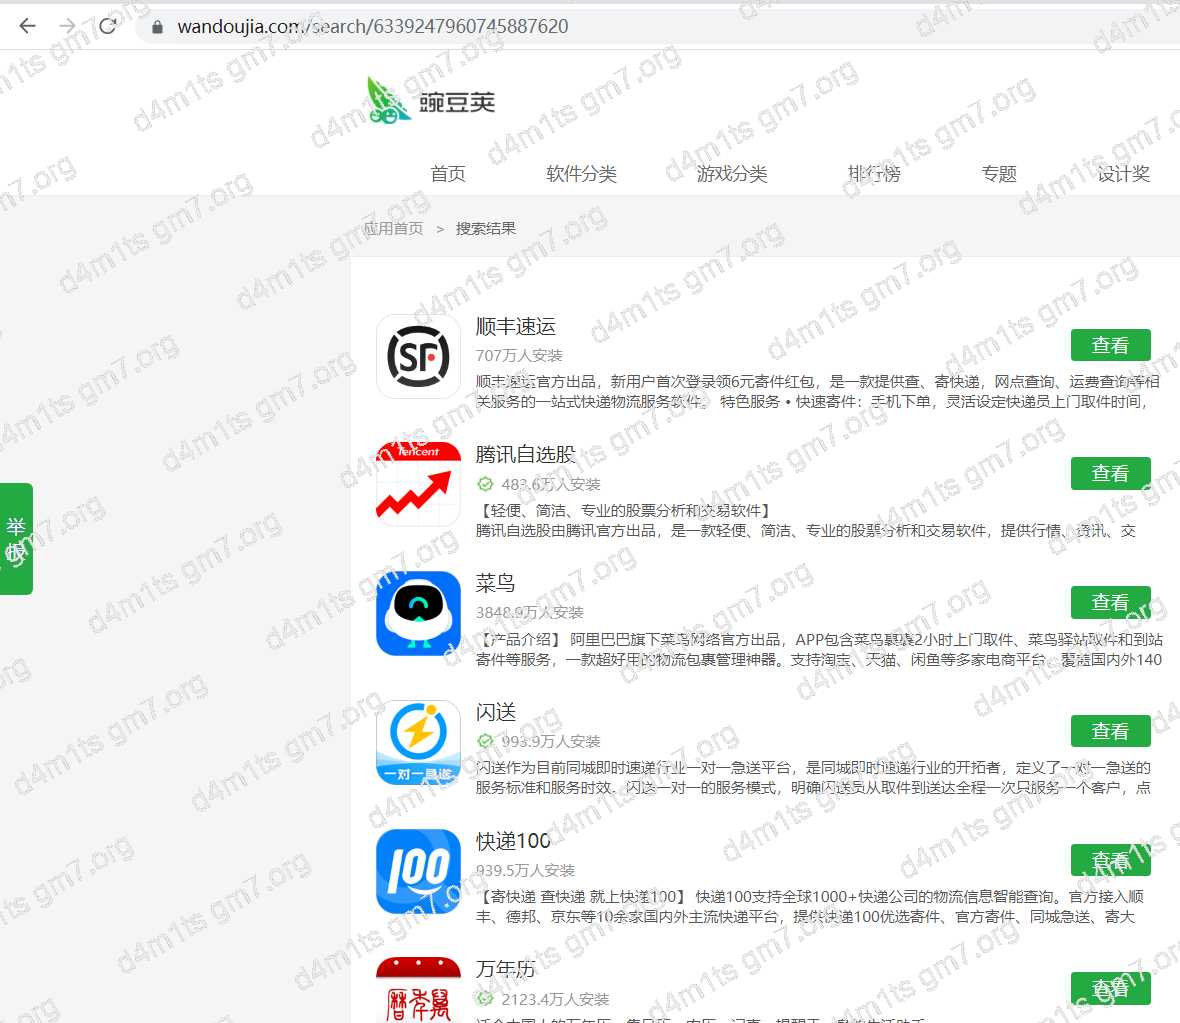 wandoujia.com/search/6339247960745887620
豌豆荚
首页 软件分类 游戏分类 排行榜 专题 设计奖
应用首页 > 搜索结果
SF
顺丰速运
707万人安装
查看
顺丰速运官方出品，新用户首次登录领6元寄件红包，是一款提供查、寄快递，网点查询、运费查询等相
关服务的一站式快递物流服务软件。 特色服务 • 快速寄件：手机下单，灵活设定快递员上门取件时间，
Tencent
腾讯自选股
483.6万人安装
查看
【轻便、简洁、专业的股票分析和交易软件】
腾讯自选股由腾讯官方出品，是一款轻便、简洁、专业的股票分析和交易软件，提供行情、资讯、交
举报
菜鸟
3848.9万人安装
查看
【产品介绍】 阿里巴巴旗下菜鸟网络官方出品，APP包含菜鸟裹裹2小时上门取件、菜鸟驿站取件和到站
寄件等服务，一款超好用的物流包裹管理神器。支持淘宝、天猫、闲鱼等多家电商平台，覆盖国内外140
一对一急送
闪送
993.9万人安装
查看
闪送作为目前同城即时速递行业一对一急送平台，是同城即时速递行业的开拓者，定义了一对一急送的
服务标准和服务时效。闪送一对一的服务模式，明确闪送员从取件到送达全程一次只服务一个客户，点
100
快递100
939.5万人安装
查看
【寄快递 查快递 就上快递100】 快递100支持全球1000+快递公司的物流信息智能查询。官方接入顺
丰、德邦、京东等10余家国内外主流快递平台，提供快递100优选寄件、官方寄件、同城急送、寄大
万年历
2123.4万人安装
查看
d4m1ts gm7.org